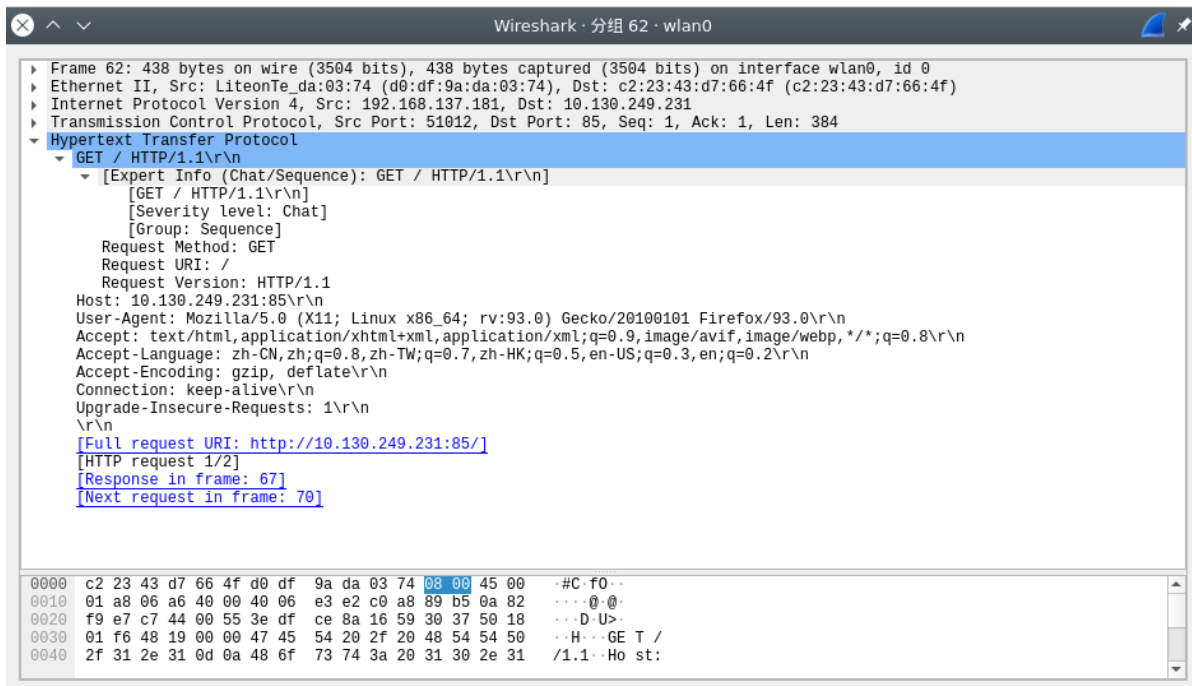 Wireshark · 分组 62 · wlan0
Frame 62: 438 bytes on wire (3504 bits), 438 bytes captured (3504 bits) on interface wlan0, id 0
Ethernet II, Src: LiteonTe_da:03:74 (d0:df:9a:da:03:74), Dst: c2:23:43:d7:66:4f (c2:23:43:d7:66:4f)
Internet Protocol Version 4, Src: 192.168.137.181, Dst: 10.130.249.231
Transmission Control Protocol, Src Port: 51012, Dst Port: 85, Seq: 1, Ack: 1, Len: 384
Hypertext Transfer Protocol
GET / HTTP/1.1\r\n
[Expert Info (Chat/Sequence): GET / HTTP/1.1\r\n]
[GET / HTTP/1.1\r\n]
[Severity level: Chat]
[Group: Sequence]
Request Method: GET
Request URI: /
Request Version: HTTP/1.1
Host: 10.130.249.231:85\r\n
User-Agent: Mozilla/5.0 (X11; Linux x86_64; rv:93.0) Gecko/20100101 Firefox/93.0\r\n
Accept: text/html,application/xhtml+xml,application/xml;q=0.9,image/avif,image/webp,*/*;q=0.8\r\n
Accept-Language: zh-CN,zh;q=0.8,zh-TW;q=0.7,zh-HK;q=0.5,en-US;q=0.3,en;q=0.2\r\n
Accept-Encoding: gzip, deflate\r\n
Connection: keep-alive\r\n
Upgrade-Insecure-Requests: 1\r\n
\r\n
[Full request URI: http://10.130.249.231:85/]
[HTTP request 1/2]
[Response in frame: 67]
[Next request in frame: 70]
0000 c2 23 43 d7 66 4f d0 df 9a da 03 74 08 00 45 00 ·#C·fO··
0010 01 a8 06 a6 40 00 40 06 e3 e2 c0 a8 89 b5 0a 82 ····@·@·
0020 f9 e7 c7 44 00 55 3e df ce 8a 16 59 30 37 50 18 ···D·U>·
0030 01 f6 48 19 00 00 47 45 54 20 2f 20 48 54 54 50 ··H···GE T /
0040 2f 31 2e 31 0d 0a 48 6f 73 74 3a 20 31 30 2e 31 /1.1··Ho st: